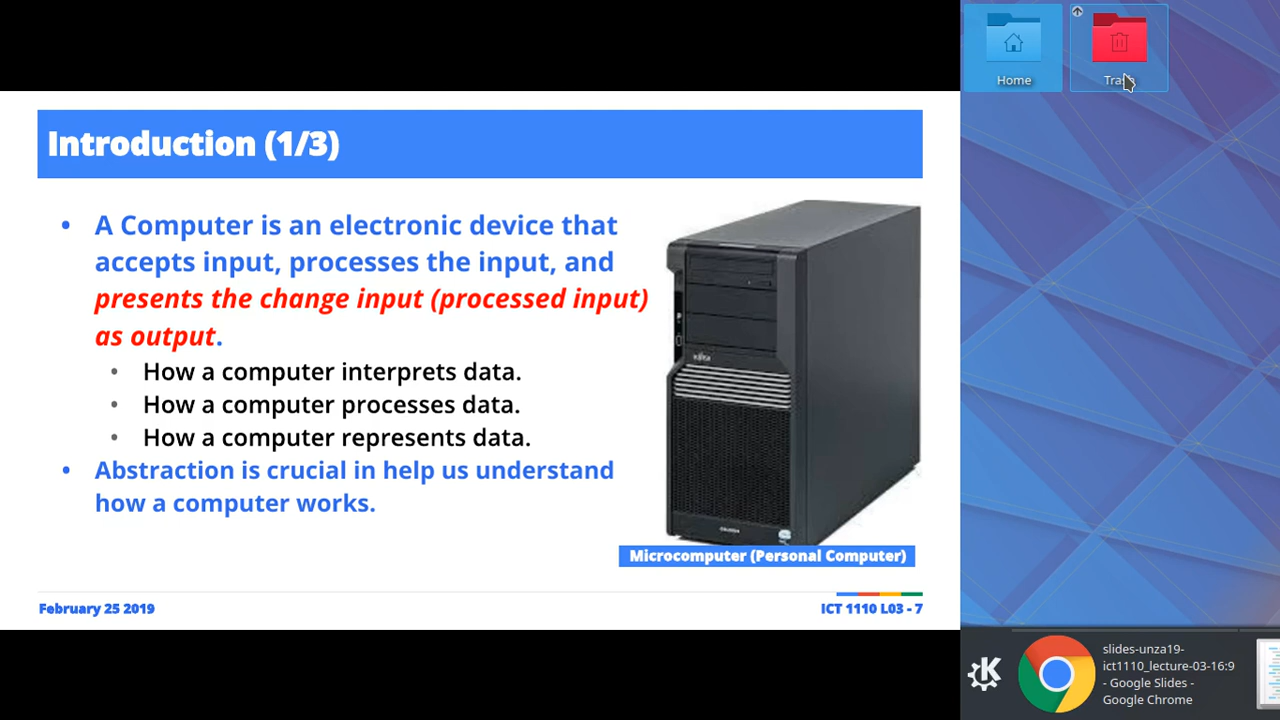 Introduction (1/3)
• A Computer is an electronic device that
accepts input, processes the input, and
presents the change input (processed input)
as output.
• How a computer interprets data.
• How a computer processes data.
• How a computer represents data.
• Abstraction is crucial in help us understand
how a computer works.
Microcomputer (Personal Computer)
February 25 2019
ICT 1110 L03 - 7
Home
slides-unza19-
ict1110_lecture-03-16:9
- Google Slides -
Google Chrome